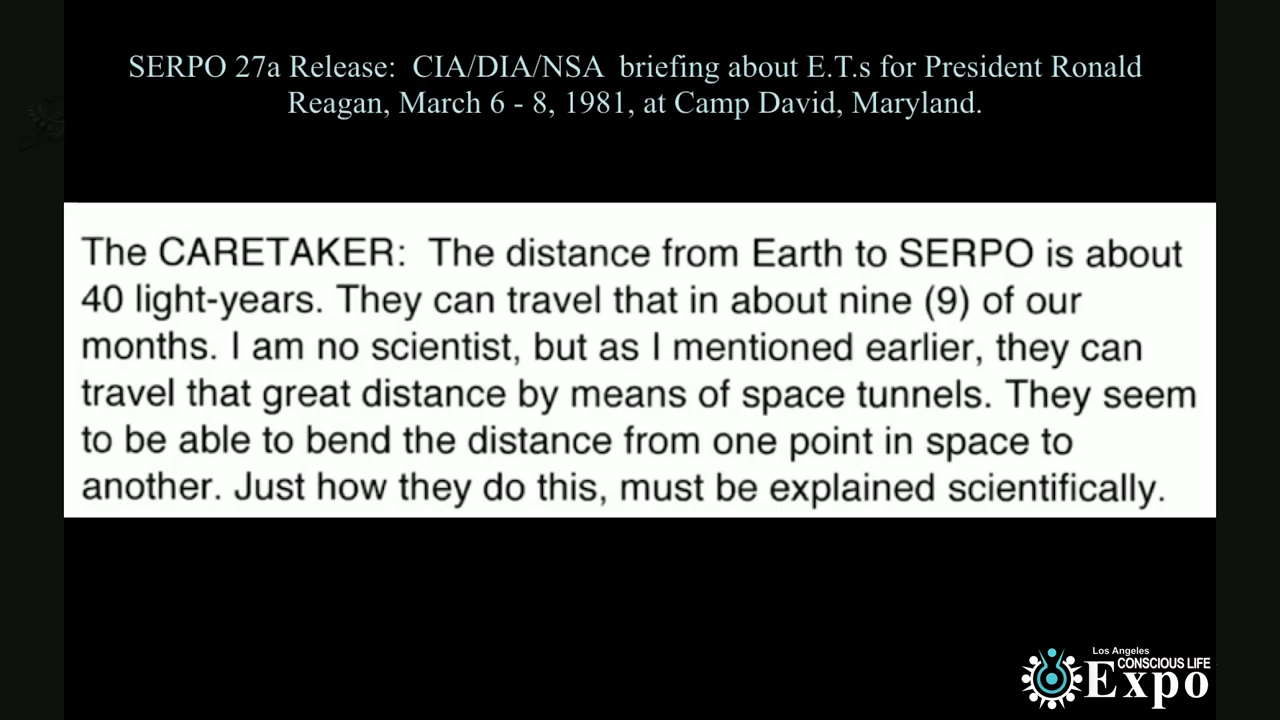 SERPO 27a Release:  CIA/DIA/NSA  briefing about E.T.s for President Ronald
Reagan, March 6 - 8, 1981, at Camp David, Maryland.
The CARETAKER:  The distance from Earth to SERPO is about
40 light-years. They can travel that in about nine (9) of our
months. I am no scientist, but as I mentioned earlier, they can
travel that great distance by means of space tunnels. They seem
to be able to bend the distance from one point in space to
another. Just how they do this, must be explained scientifically.
Los Angeles
CONSCIOUS LIFE
Expo